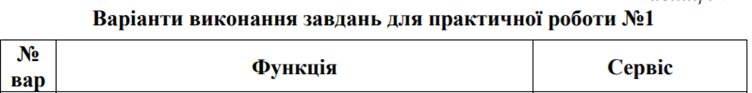 Варіанти виконання завдань для практичної роботи №1
№
вар
Функція
Сервіс